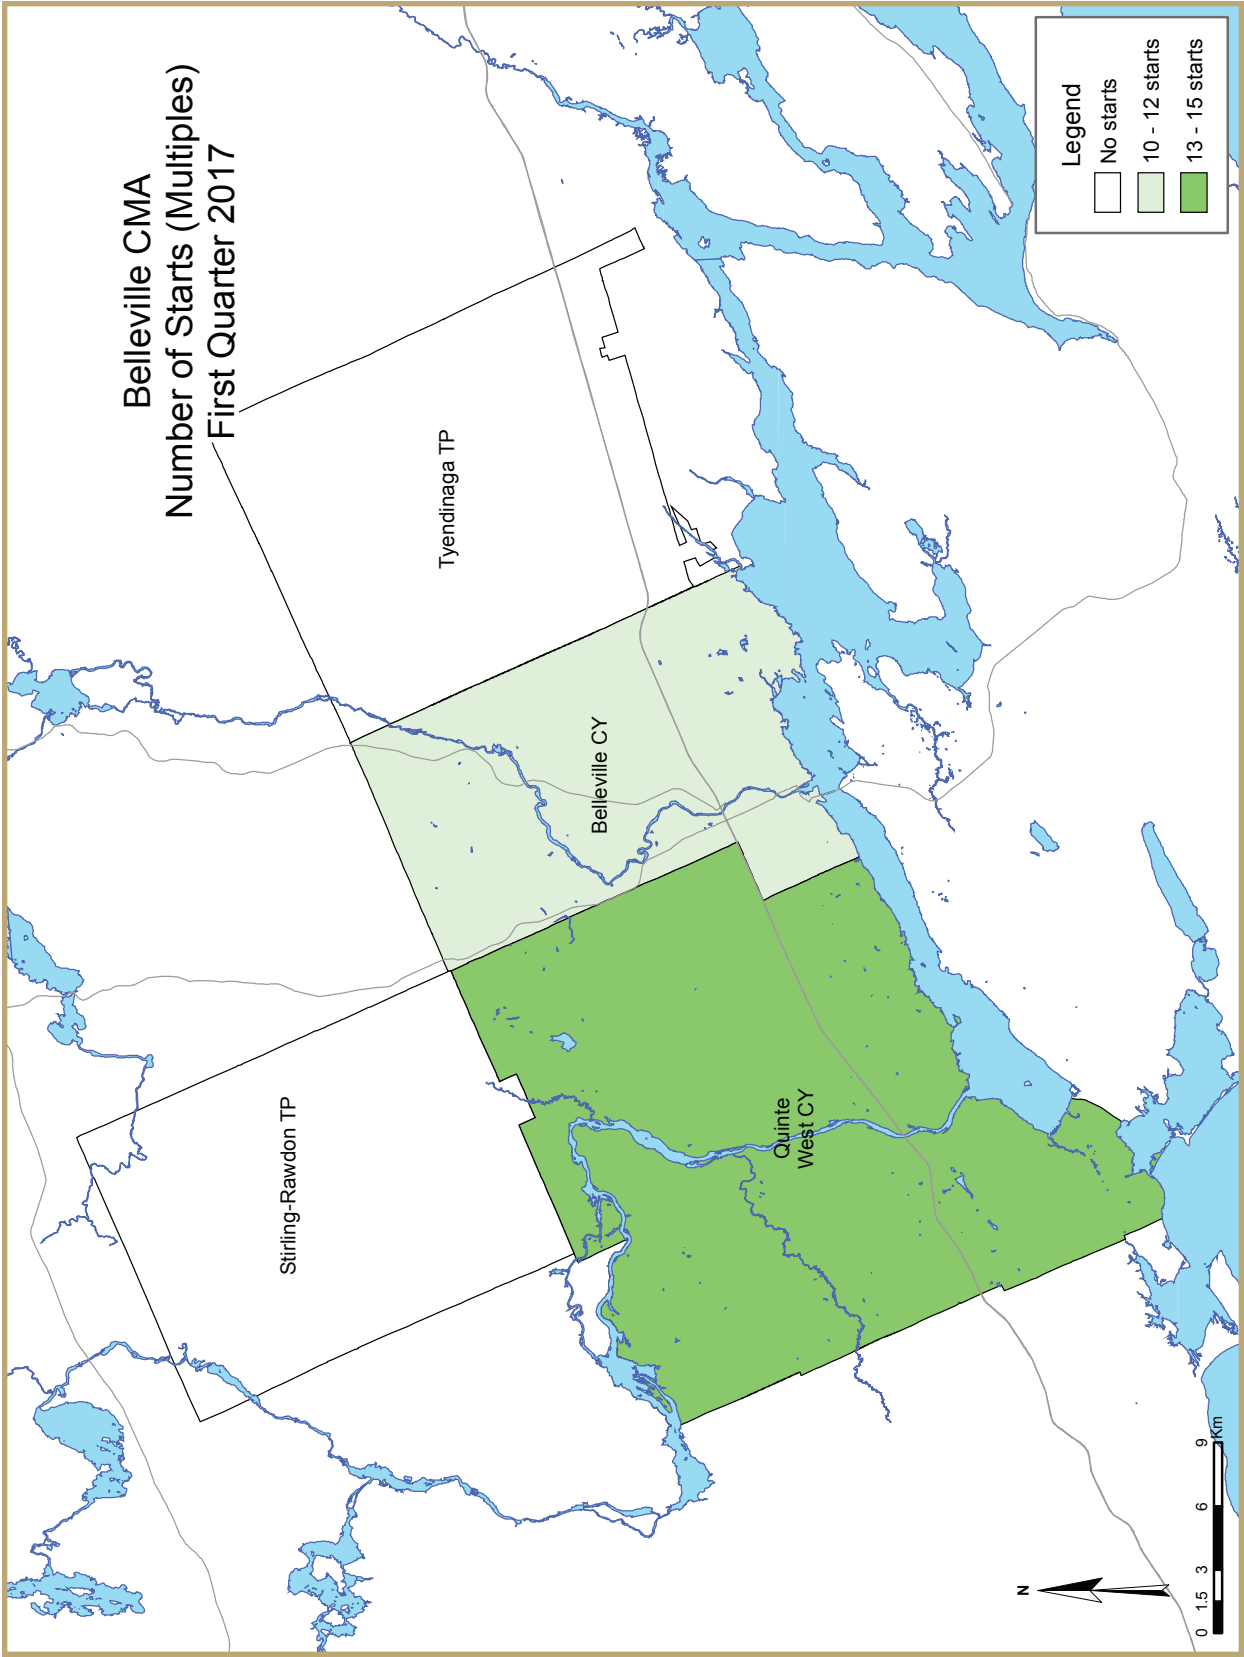 Belleville CMA
Number of Starts (Multiples)
First Quarter 2017
Stirling-Rawdon TP
Tyendinaga TP
Belleville CY
Quinte
West CY
Legend
No starts
10 - 12 starts
13 - 15 starts
N
0 1.5 3 6 9
Km